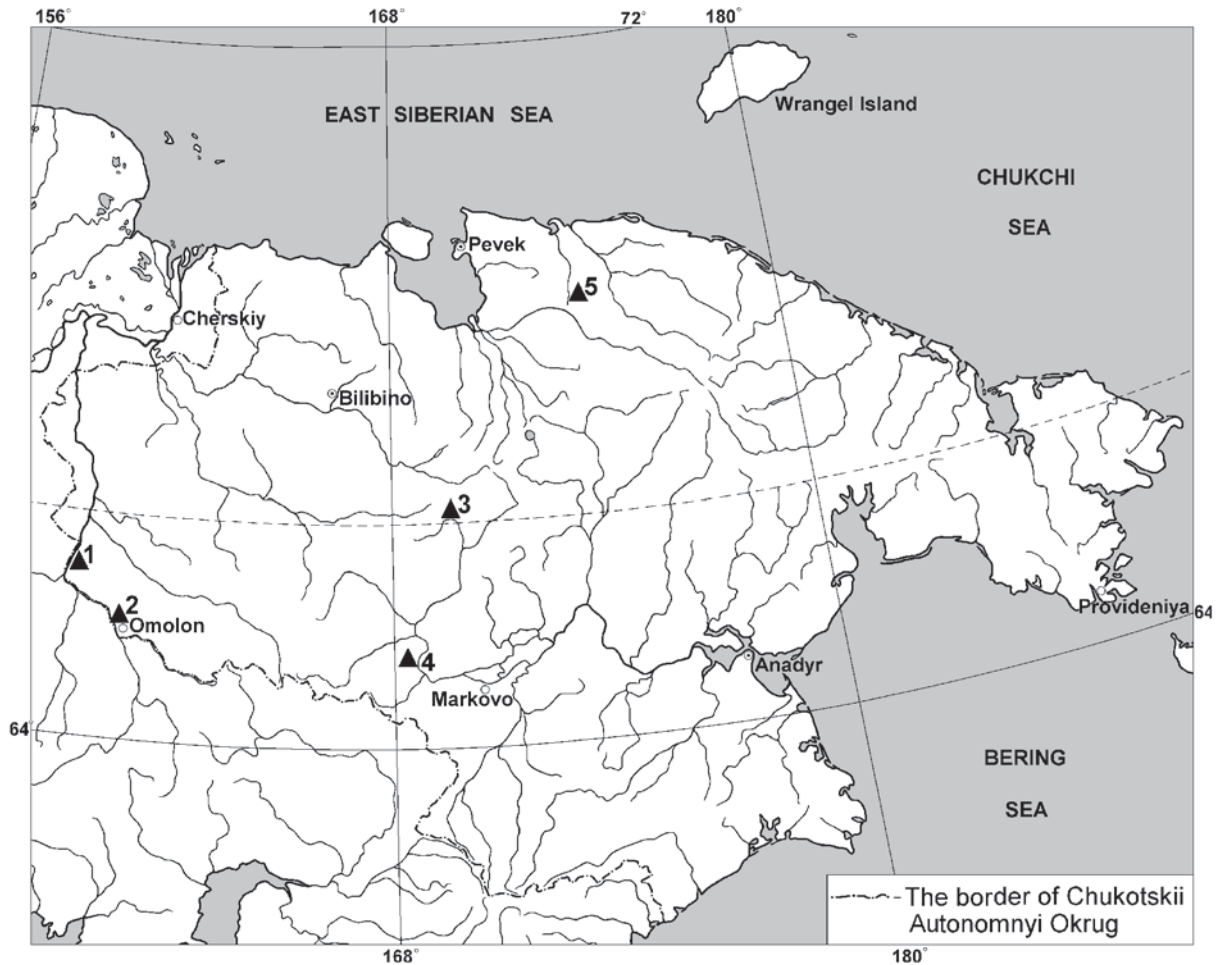 156°
168°
72°
180°
Wrangel Island
EAST SIBERIAN SEA
CHUKCHI
SEA
Pevek
5
Cherskiy
Bilibino
3
1
2
Omolon
Provideniya
64
4
Anadyr
Markovo
64°
BERING
SEA
The border of Chukotskii
Autonomnyi Okrug
168°
180°